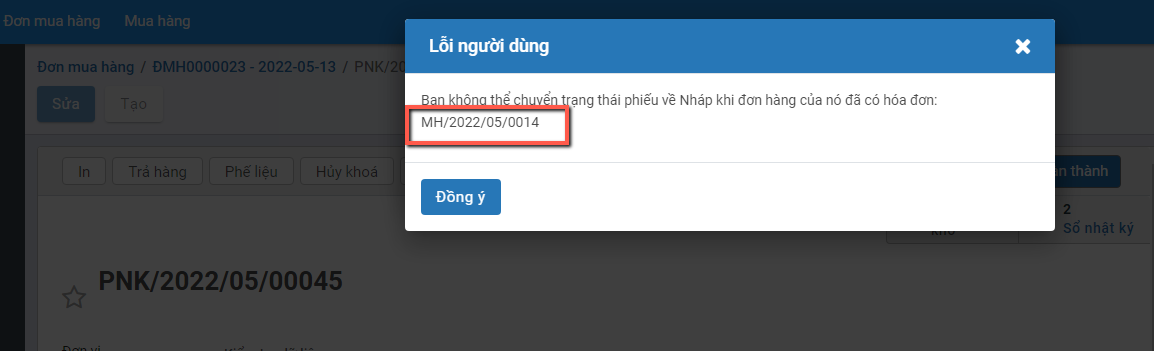 Đơn mua hàng Mua hàng
Lỗi người dùng
Đơn mua hàng / ĐMH0000023 - 2022-05-13 / PNK/20
Sửa Tạo
Bạn không thể chuyển trạng thái phiếu về Nháp khi đơn hàng của nó đã có hóa đơn:
MH/2022/05/0014
In Trả hàng Phế liệu Hủy khoá thành
Đồng ý
2
kho Sổ nhật ký
PNK/2022/05/00045
Đơn vị